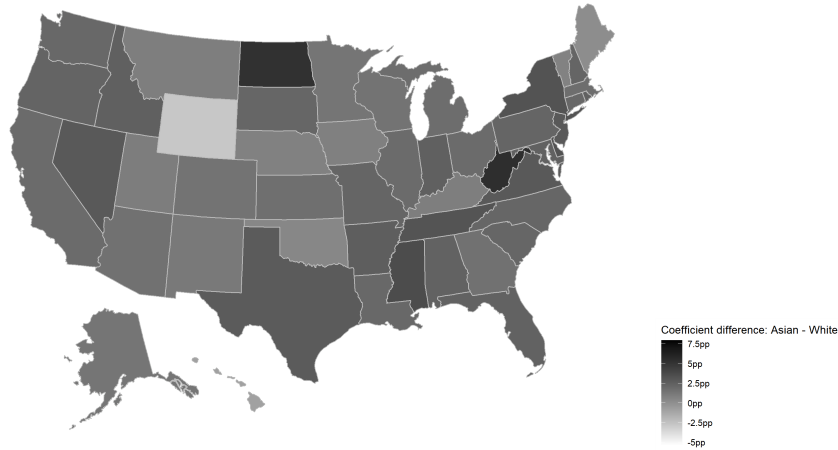 Coefficient difference: Asian - White
7.5pp
5pp
2.5pp
0pp
-2.5pp
-5pp